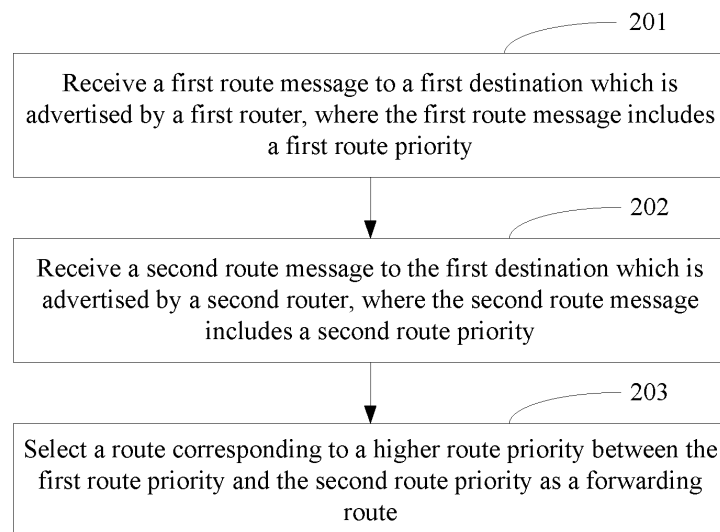 201
Receive a first route message to a first destination which is
advertised by a first router, where the first route message includes
a first route priority
202
Receive a second route message to the first destination which is
advertised by a second router, where the second route message
includes a second route priority
203
Select a route corresponding to a higher route priority between the
first route priority and the second route priority as a forwarding
route